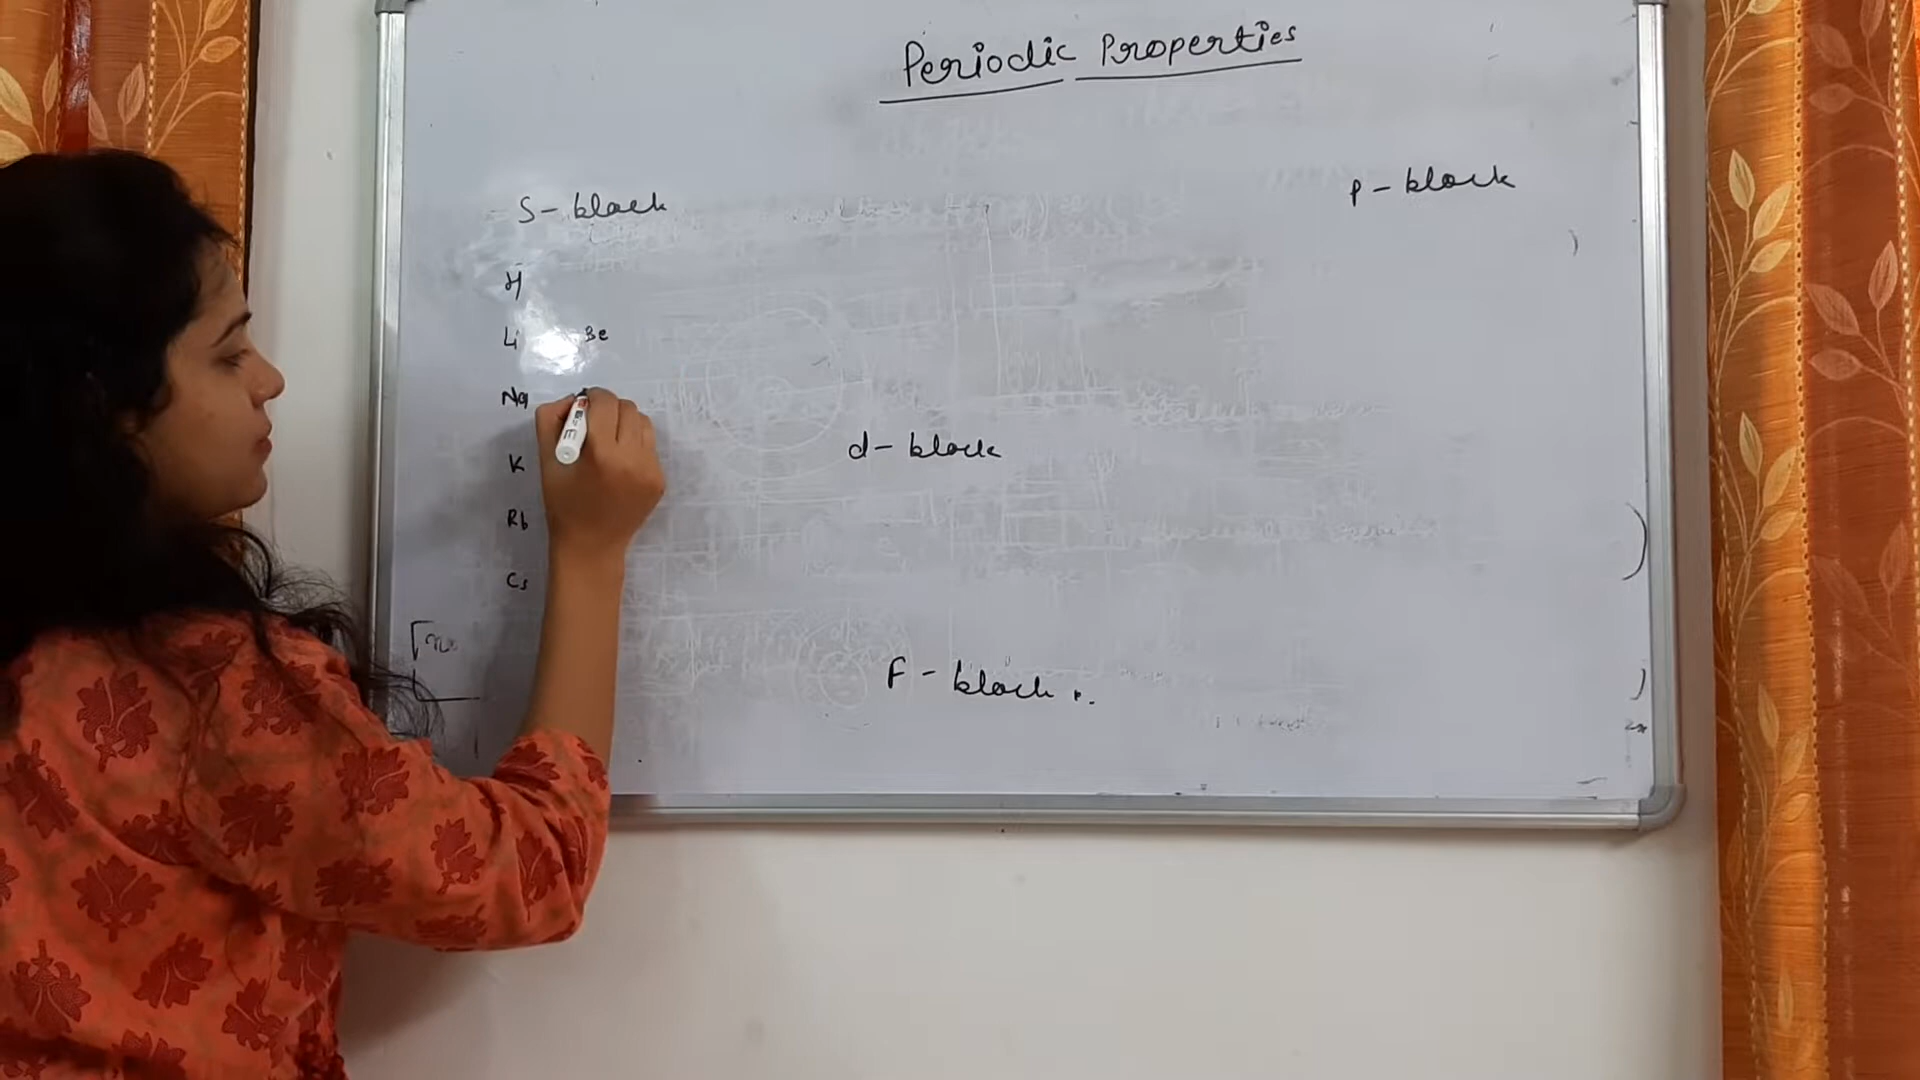 Periodic Properties
S - block
P - block
H
Li Be
Na
K
Rb
Cs
d - block
F - block